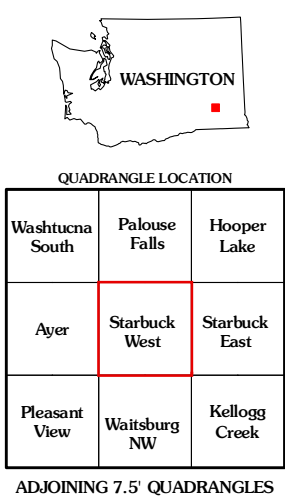 WASHINGTON
QUADRANGLE LOCATION
Washtucna
South
Palouse
Falls
Hooper
Lake
Ayer
Starbuck
West
Starbuck
East
Pleasant
View
Waitsburg
NW
Kellogg
Creek
ADJOINING 7.5' QUADRANGLES